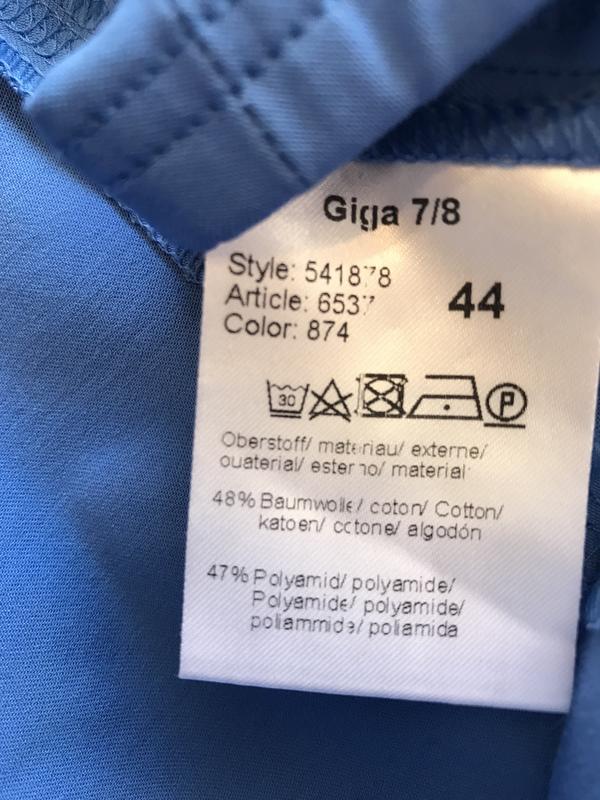 Giga 7/8
Style: 541878
Article: 6537
Color: 874
44
30
P
Oberstoff/ materiau/ externe/
ouaterial/ esterno/ material
48% Baumwolle/ coton/ Cotton/
katoen/ cotone/ algodón
47% Polyamid/ polyamide/
Polyamide/ polyamide/
poliammide/ poliamida